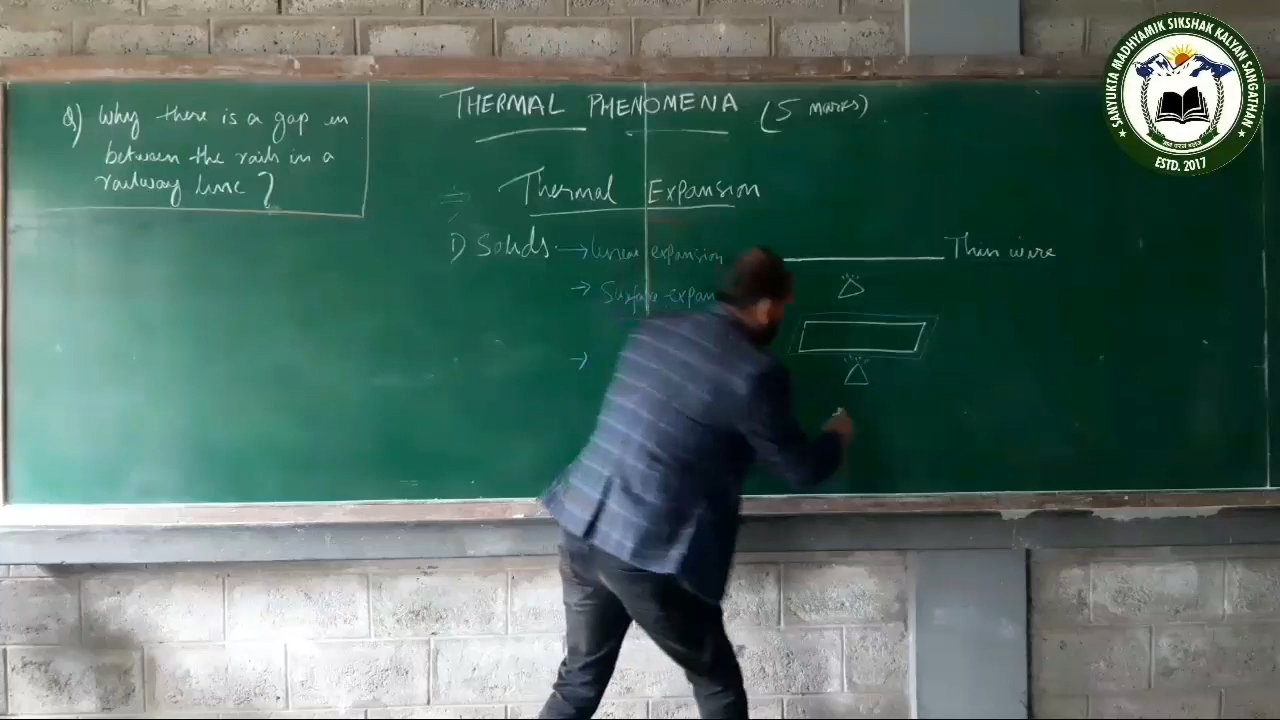 Q) Why there is a gap in
between the rails in a
railway line?
THERMAL PHENOMENA (5 marks)
Thermal Expansion
1) Solids → linear expansion
Thin wire
→ Surface expan
→
SANYUKTA MADHYAMIK SIKSHAK KALYAN SANGATHAN
ESTD. 2017